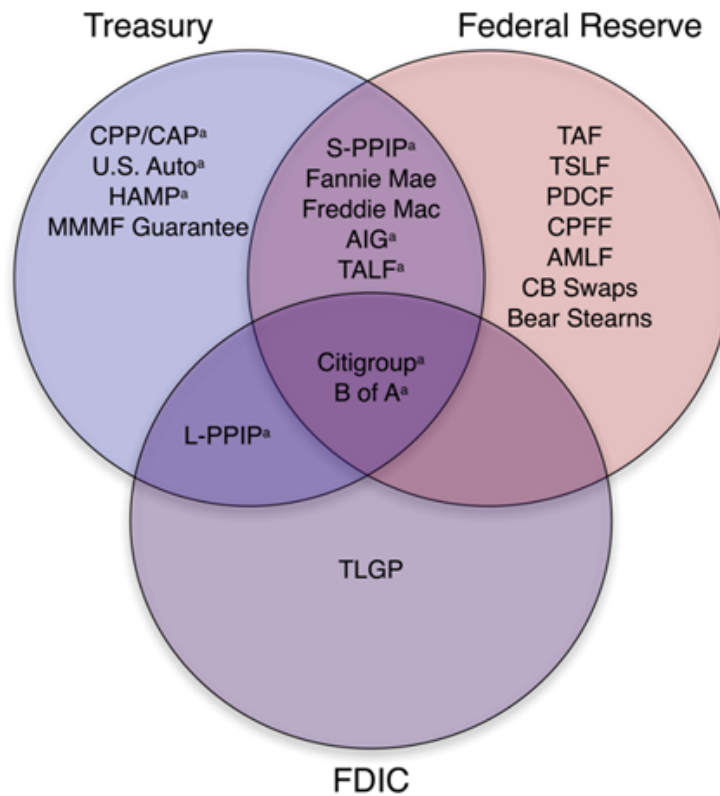 Treasury
Federal Reserve
CPP/CAPᵃ
U.S. Autoᵃ
HAMPᵃ
MMMF Guarantee
S-PPIPᵃ
Fannie Mae
Freddie Mac
AIGᵃ
TALFᵃ
TAF
TSLF
PDCF
CPFF
AMLF
CB Swaps
Bear Stearns
Citigroupᵃ
B of Aᵃ
L-PPIPᵃ
TLGP
FDIC